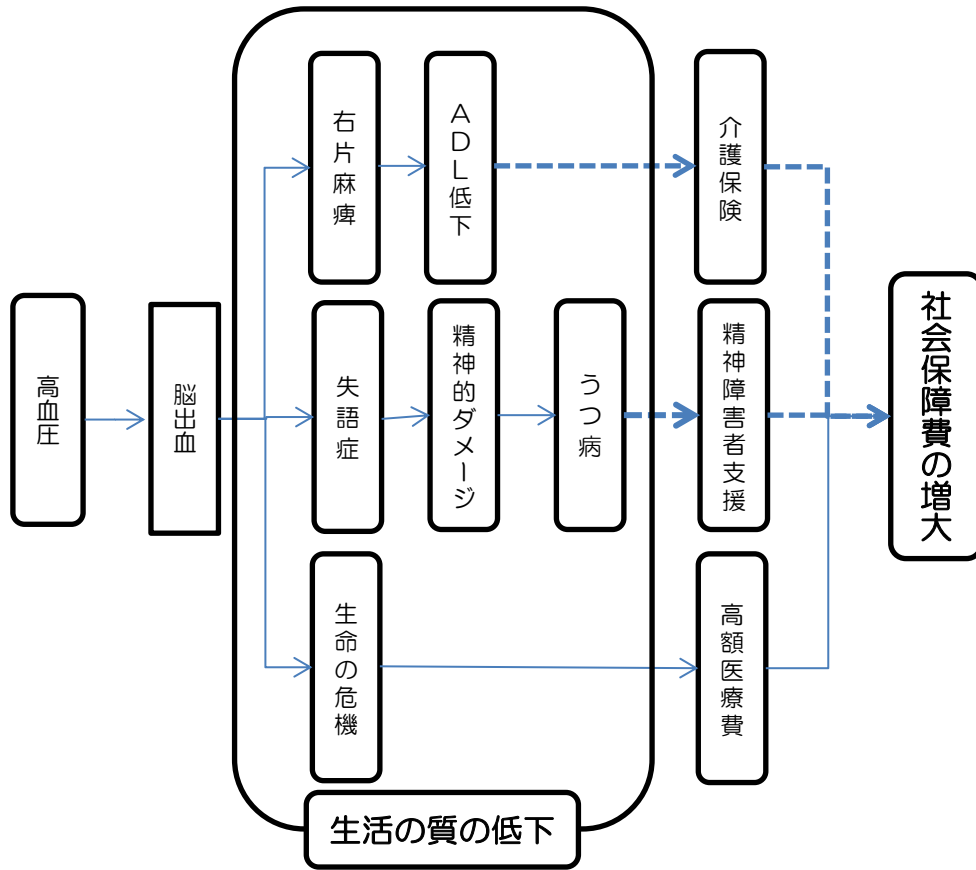 高血圧
脳出血
右片麻痺
ADL低下
介護保険
失語症
精神的ダメージ
うつ病
精神障害者支援
生命の危機
高額医療費
社会保障費の増大
生活の質の低下